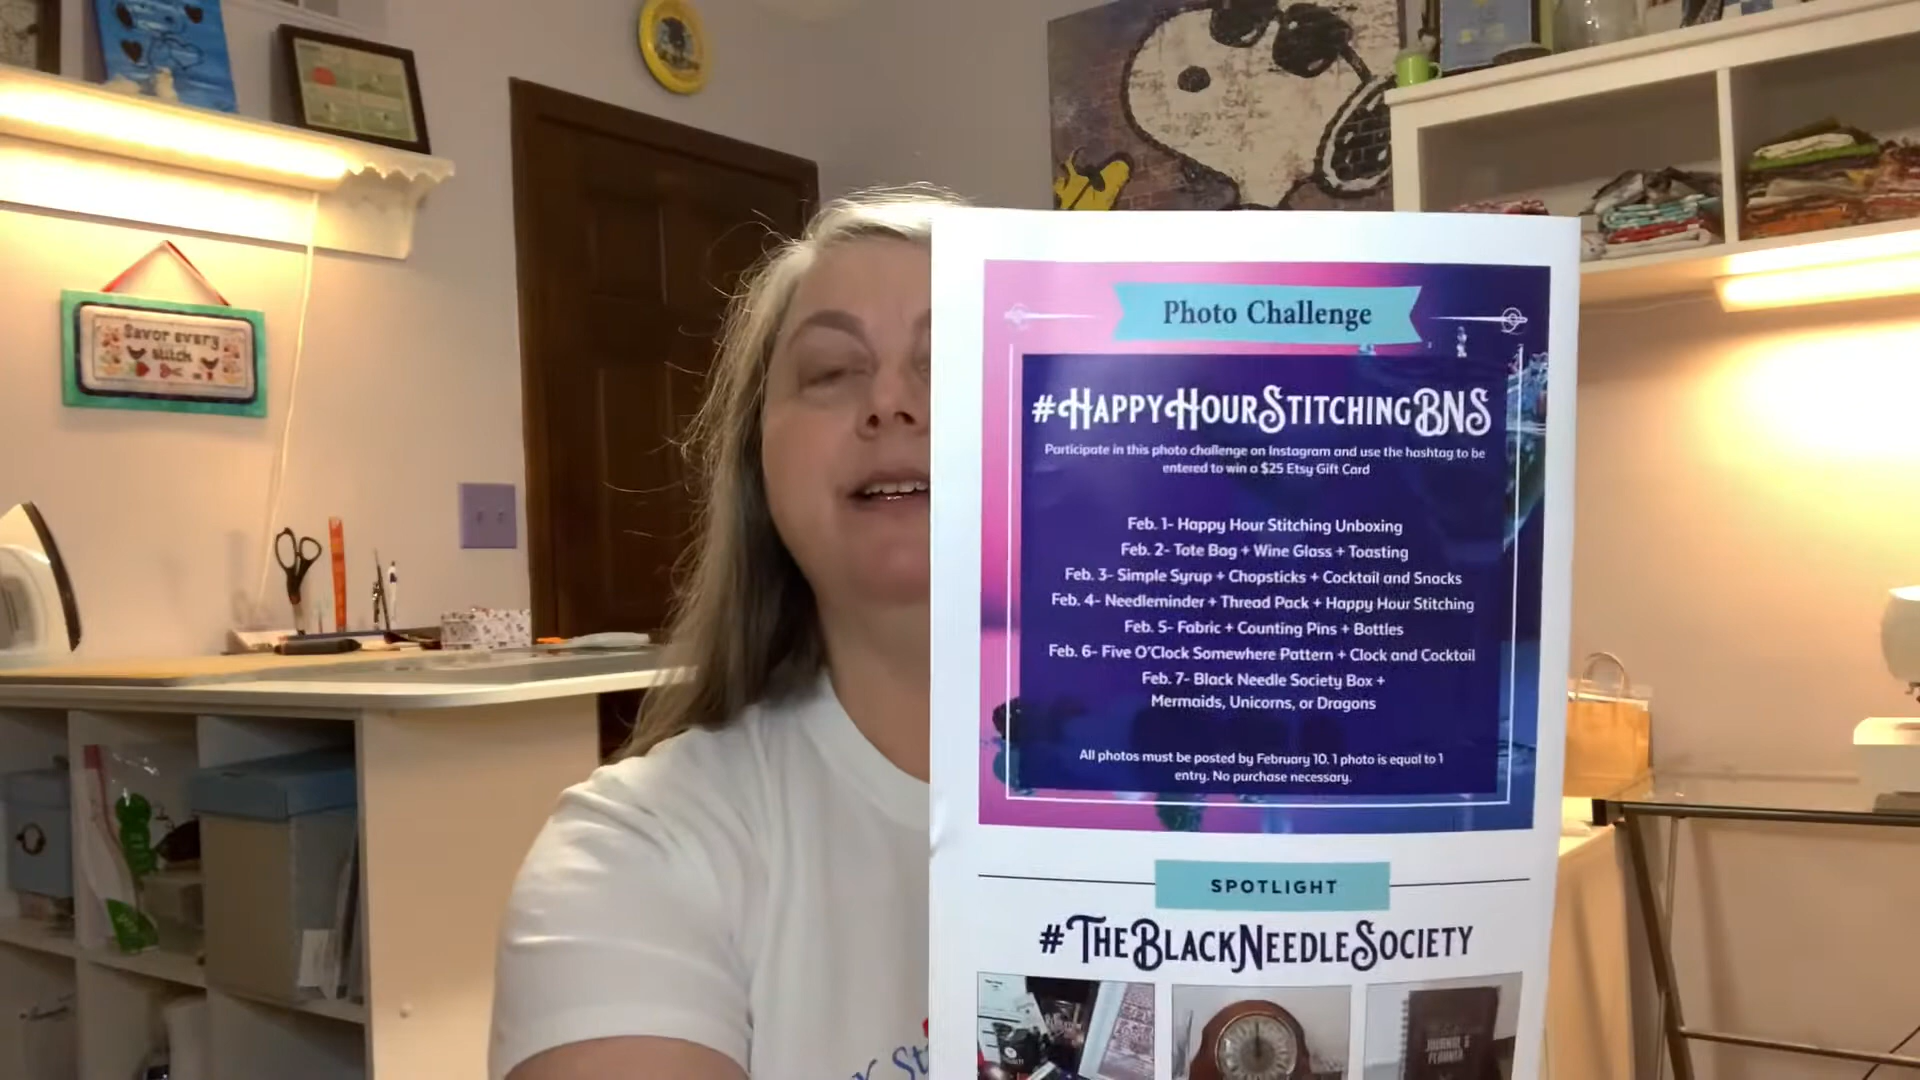 Savor every
stitch
Photo Challenge
#HAPPYHOURSTITCHINGBNS
Participate in this photo challenge on Instagram and use the hashtag to be
entered to win a $25 Etsy Gift Card
Feb. 1- Happy Hour Stitching Unboxing
Feb. 2- Tote Bag + Wine Glass + Toasting
Feb. 3- Simple Syrup + Chopsticks + Cocktail and Snacks
Feb. 4- Needleminder + Thread Pack + Happy Hour Stitching
Feb. 5- Fabric + Counting Pins + Bottles
Feb. 6- Five O'Clock Somewhere Pattern + Clock and Cocktail
Feb. 7- Black Needle Society Box +
Mermaids, Unicorns, or Dragons
All photos must be posted by February 10. 1 photo is equal to 1
entry. No purchase necessary.
SPOTLIGHT
#THEBLACKNEEDLESOCIETY
JOURNAL &
PLANNER